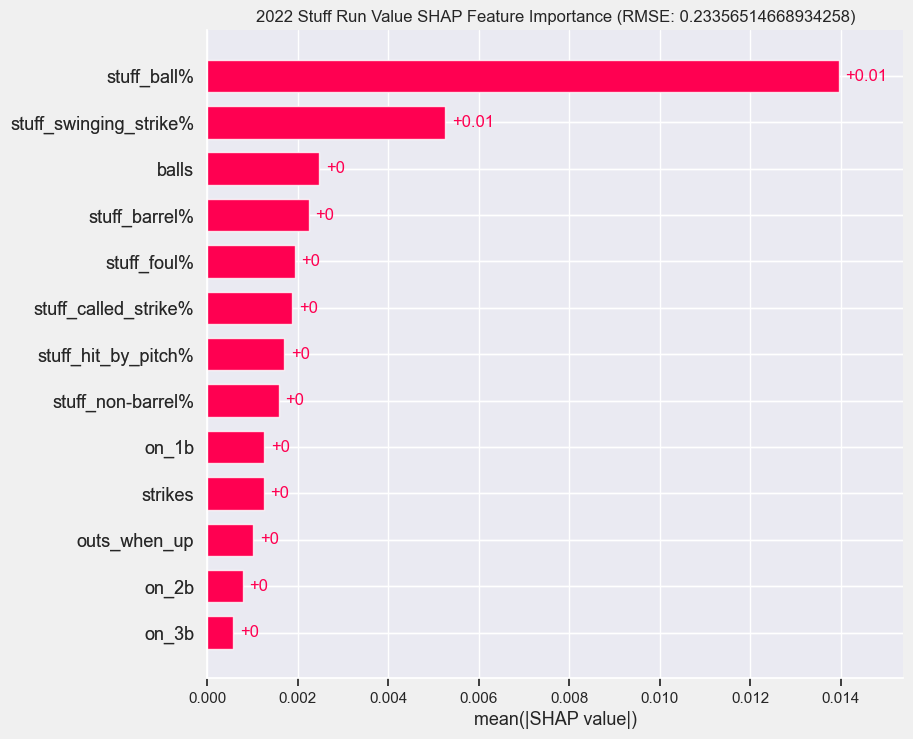 2022 Stuff Run Value SHAP Feature Importance (RMSE: 0.23356514668934258)
stuff_ball% +0.01
stuff_swinging_strike% +0.01
balls +0
stuff_barrel% +0
stuff_foul% +0
stuff_called_strike% +0
stuff_hit_by_pitch% +0
stuff_non-barrel% +0
on_1b +0
strikes +0
outs_when_up +0
on_2b +0
on_3b +0
0.000 0.002 0.004 0.006 0.008 0.010 0.012 0.014
mean(|SHAP value|)